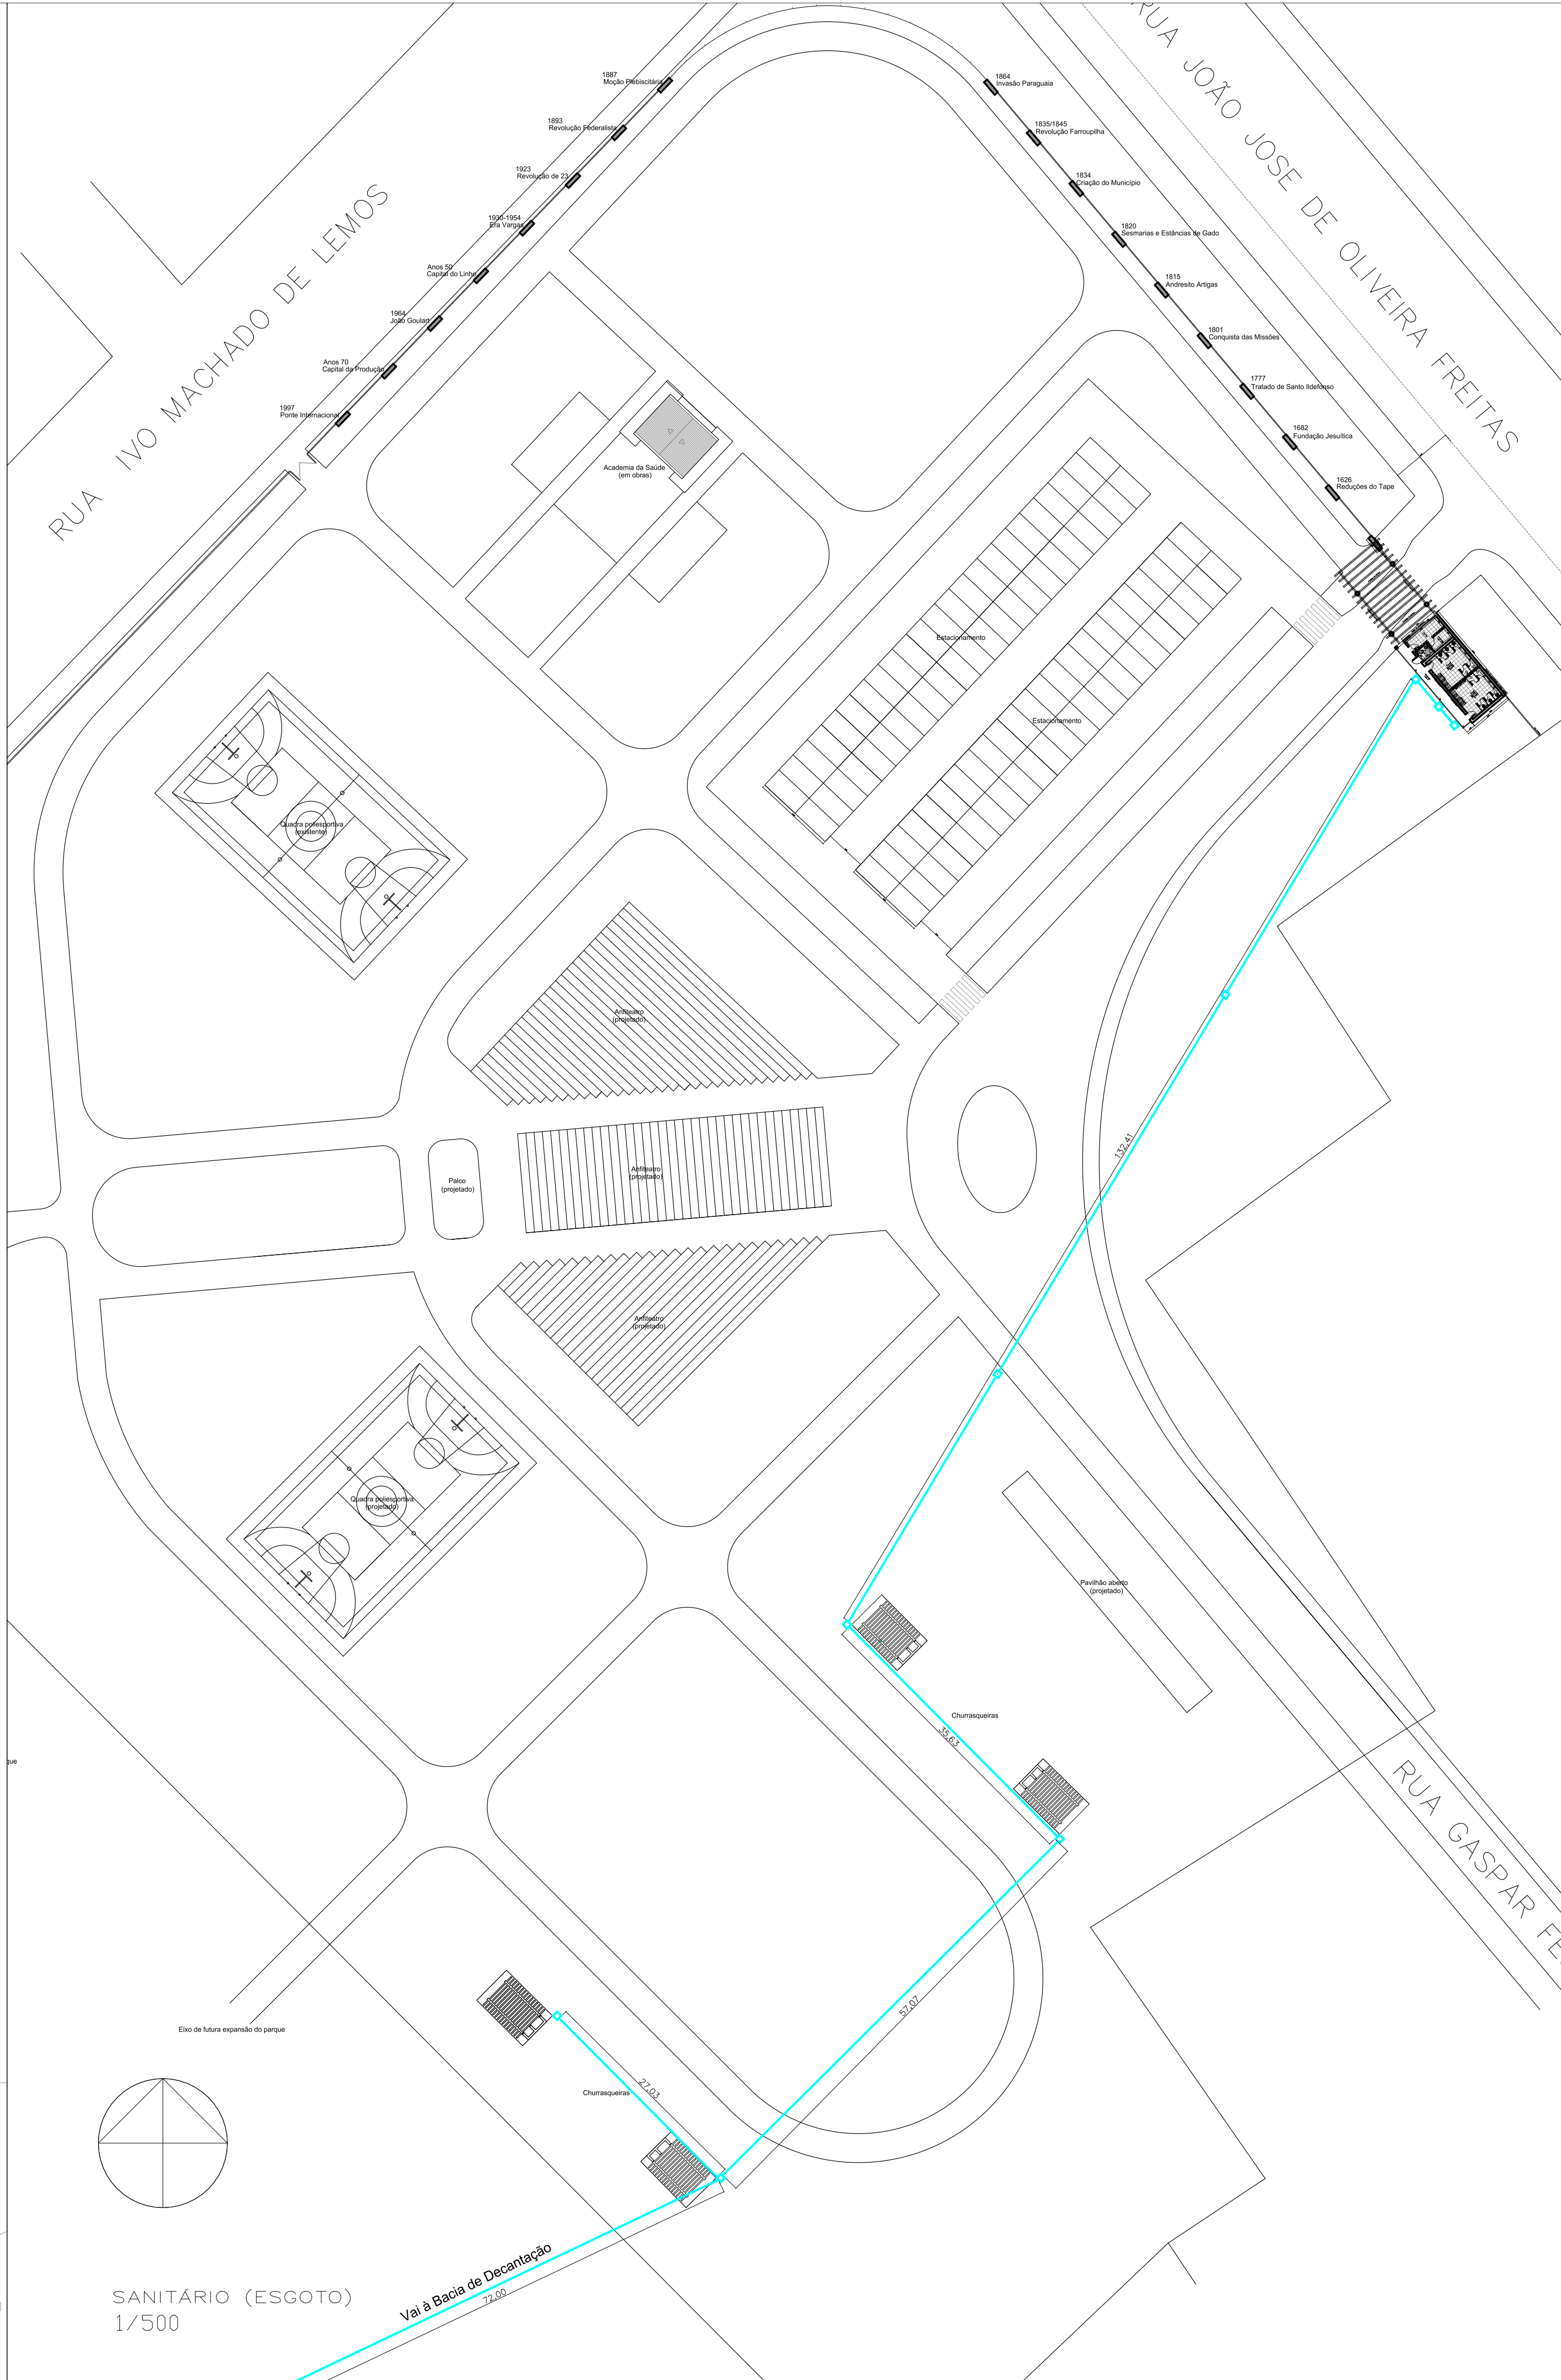 RUA JOÃO JOSE DE OLIVEIRA FREITAS
RUA IVO MACHADO DE LEMOS
1887
Moção Plebiscitária
1893
Revolução Federalista
1923
Revolução de 23
1930-1954
Era Vargas
Anos 50
Capital do Linho
1964
João Goulart
Anos 70
Capital da Produção
1997
Ponte Internacional
1864
Invasão Paraguaia
1835/1845
Revolução Farroupilha
1834
Criação do Município
1820
Sesmarias e Estâncias de Gado
1815
Andresito Artigas
1801
Conquista das Missões
1777
Tratado de Santo Ildefonso
1682
Fundação Jesuítica
1626
Reduções do Tape
Academia da Saúde
(em obras)
Estacionamento
Estacionamento
Quadra poliesportiva
(existente)
Anfiteatro
(projetado)
132,41
Palco
(projetado)
Anfiteatro
(projetado)
Anfiteatro
(projetado)
Quadra poliesportiva
(projetado)
Pavilhão aberto
(projetado)
Churrasqueiras
35,63
que
RUA GASPAR FE
57,07
Eixo de futura expansão do parque
27,03
Churrasqueiras
Vai à Bacia de Decantação
72,00
SANITÁRIO (ESGOTO)
1/500